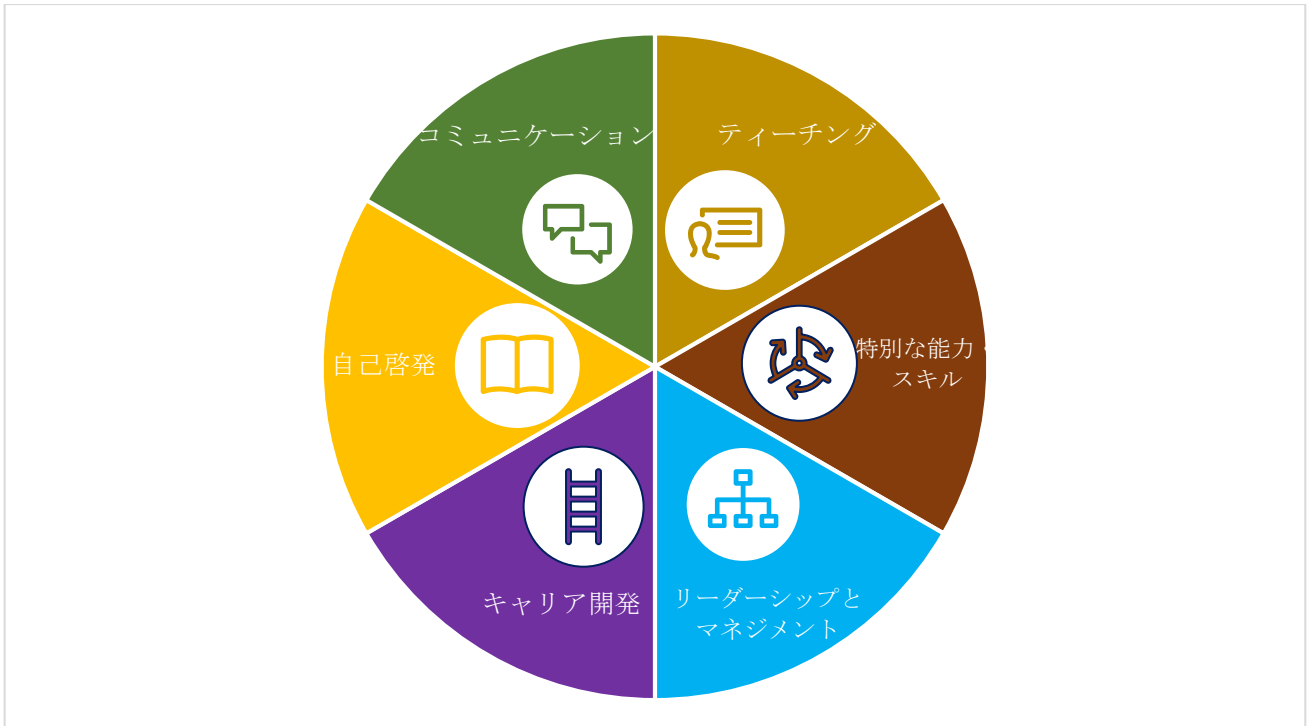 コミュニケーション
ティーチング
自己啓発
特別な能力・
スキル
キャリア開発
リーダーシップと
マネジメント